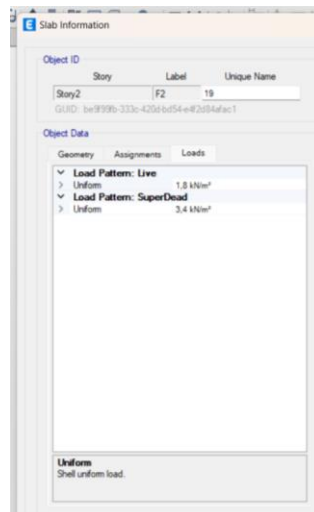 Slab Information
Object ID
Story Label Unique Name
Story2 F2 19
Object Data
Geometry Assignments Loads
Load Pattern: Live
Uniform 1,8 kN/m²
Load Pattern: SuperDead
Uniform 3,4 kN/m²
Uniform
Shell uniform load.